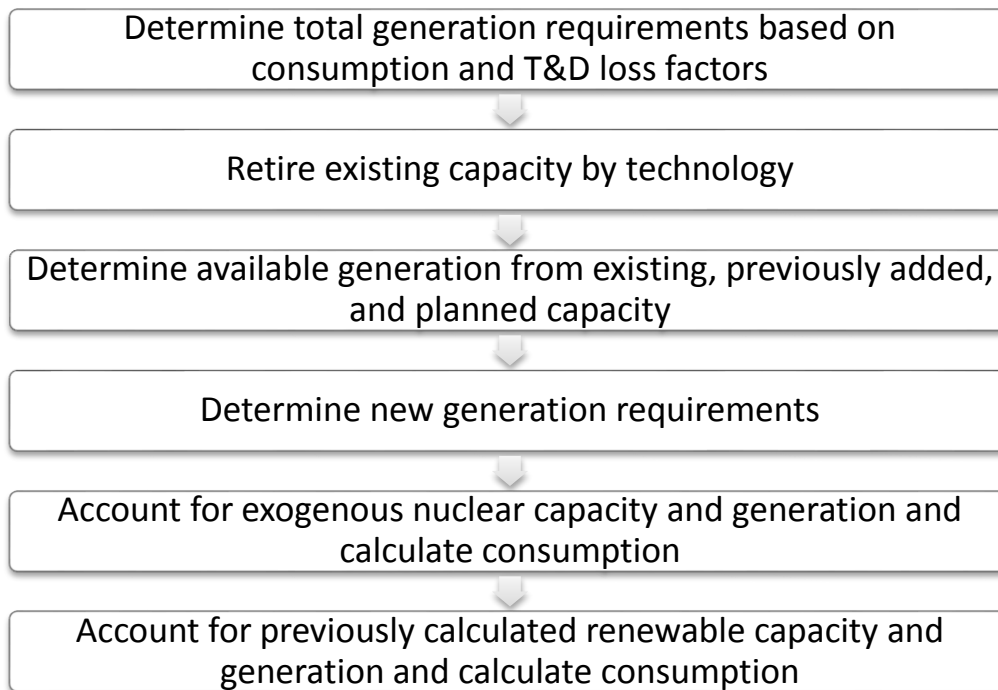 Determine total generation requirements based on
consumption and T&D loss factors
Retire existing capacity by technology
Determine available generation from existing, previously added,
and planned capacity
Determine new generation requirements
Account for exogenous nuclear capacity and generation and
calculate consumption
Account for previously calculated renewable capacity and
generation and calculate consumption